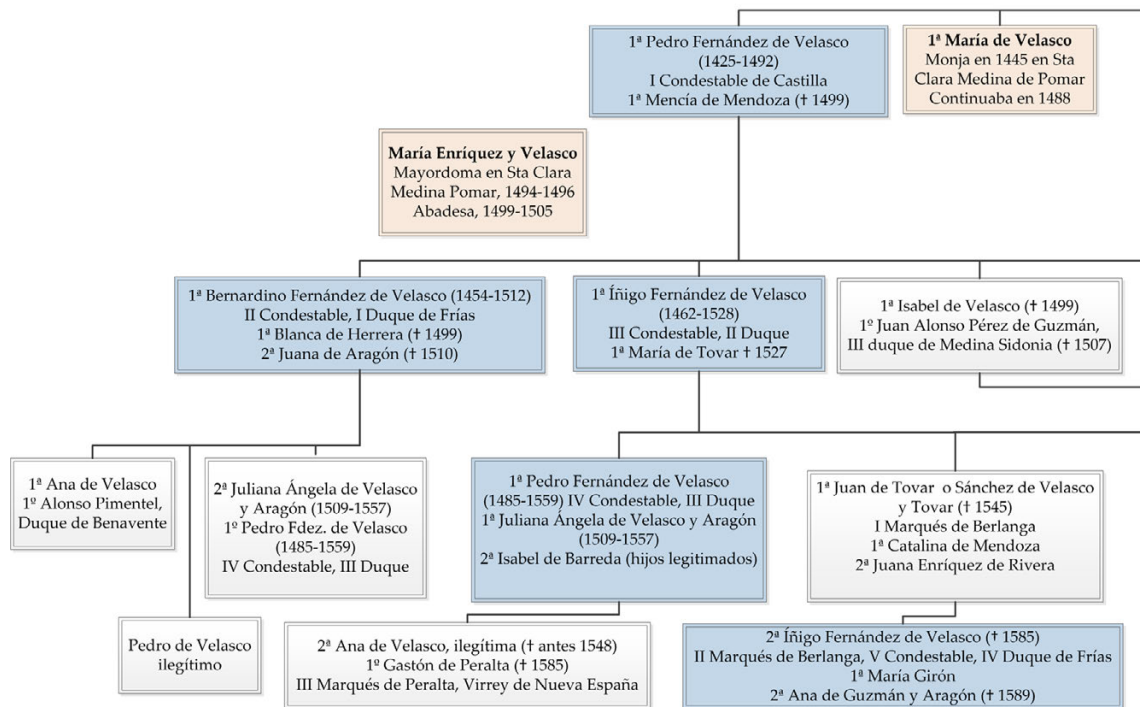 1ª Pedro Fernández de Velasco
(1425-1492)
I Condestable de Castilla
1ª Mencía de Mendoza († 1499)
1ª María de Velasco
Monja en 1445 en Sta
Clara Medina de Pomar
Continuaba en 1488
María Enríquez y Velasco
Mayordoma en Sta Clara
Medina Pomar, 1494-1496
Abadesa, 1499-1505
1ª Bernardino Fernández de Velasco (1454-1512)
II Condestable, I Duque de Frías
1ª Blanca de Herrera († 1499)
2ª Juana de Aragón († 1510)
1ª Íñigo Fernández de Velasco
(1462-1528)
III Condestable, II Duque
1ª María de Tovar † 1527
1ª Isabel de Velasco († 1499)
1º Juan Alonso Pérez de Guzmán,
III duque de Medina Sidonia († 1507)
1ª Ana de Velasco
1º Alonso Pimentel,
Duque de Benavente
2ª Juliana Ángela de Velasco
y Aragón (1509-1557)
1º Pedro Fdez. de Velasco
(1485-1559)
IV Condestable, III Duque
1ª Pedro Fernández de Velasco
(1485-1559) IV Condestable, III Duque
1ª Juliana Ángela de Velasco y Aragón
(1509-1557)
2ª Isabel de Barreda (hijos legitimados)
1ª Juan de Tovar o Sánchez de Velasco
y Tovar († 1545)
I Marqués de Berlanga
1ª Catalina de Mendoza
2ª Juana Enríquez de Rivera
Pedro de Velasco
ilegítimo
2ª Ana de Velasco, ilegítima († antes 1548)
1º Gastón de Peralta († 1585)
III Marqués de Peralta, Virrey de Nueva España
2ª Íñigo Fernández de Velasco († 1585)
II Marqués de Berlanga, V Condestable, IV Duque de Frías
1ª María Girón
2ª Ana de Guzmán y Aragón († 1589)